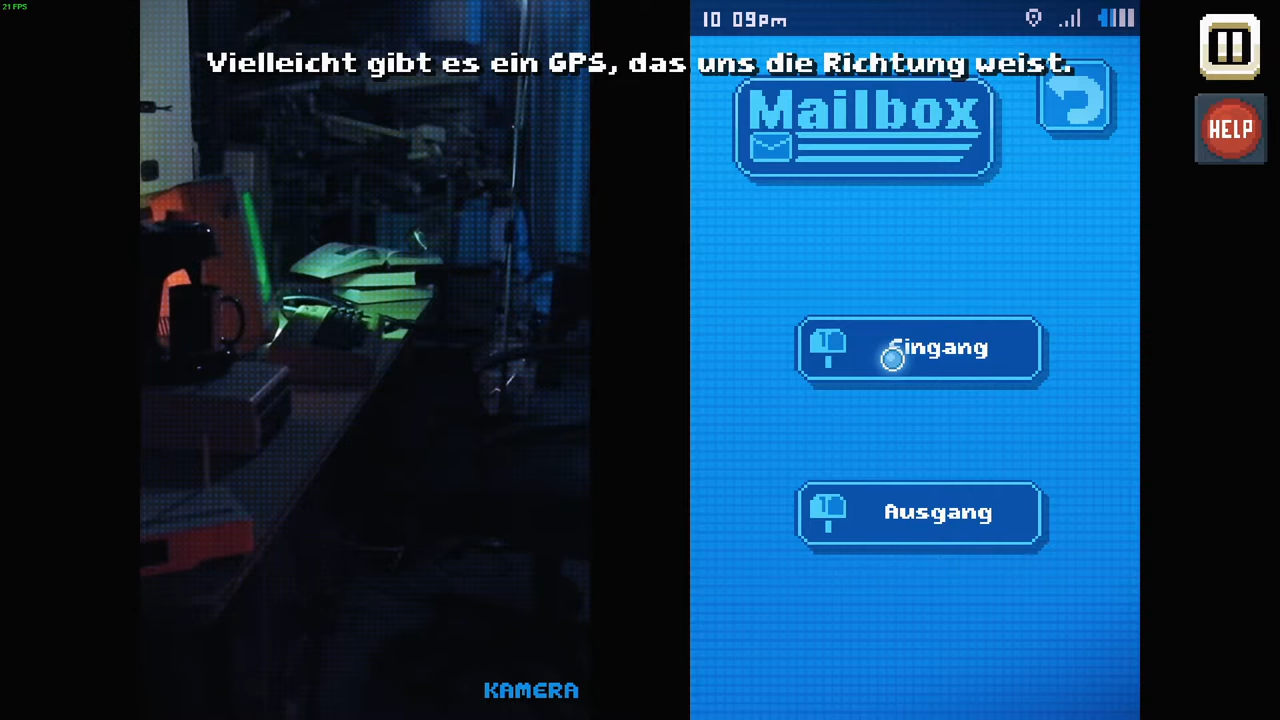 21 FPS
10 09pm
Vielleicht gibt es ein GPS, das uns die Richtung weist.
Mailbox
HELP
Eingang
Ausgang
KAMERA